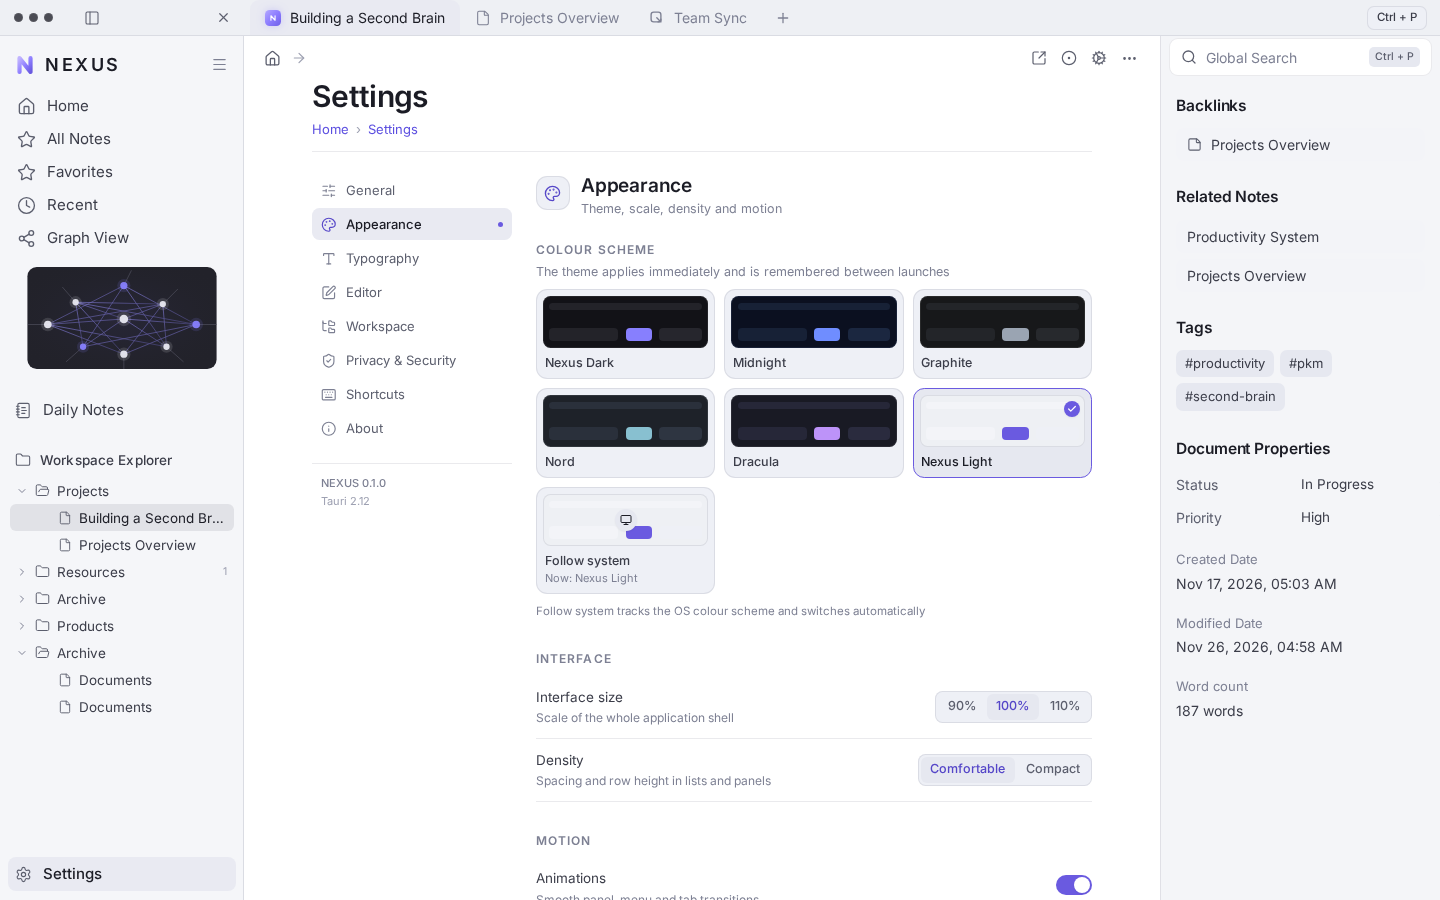 Building a Second Brain
Projects Overview
Team Sync
Ctrl + P
NEXUS
Home
All Notes
Favorites
Recent
Graph View
Daily Notes
Workspace Explorer
Projects
Building a Second Br...
Projects Overview
Resources 1
Archive
Products
Archive
Documents
Documents
Settings
Settings
Home › Settings
General
Appearance
Typography
Editor
Workspace
Privacy & Security
Shortcuts
About
NEXUS 0.1.0
Tauri 2.12
Appearance
Theme, scale, density and motion
COLOUR SCHEME
The theme applies immediately and is remembered between launches
Nexus Dark
Midnight
Graphite
Nord
Dracula
Nexus Light
Follow system
Now: Nexus Light
Follow system tracks the OS colour scheme and switches automatically
INTERFACE
Interface size
Scale of the whole application shell
90% 100% 110%
Density
Spacing and row height in lists and panels
Comfortable Compact
MOTION
Animations
Smooth panel, menu and tab transitions
Global Search Ctrl + P
Backlinks
Projects Overview
Related Notes
Productivity System
Projects Overview
Tags
#productivity #pkm
#second-brain
Document Properties
Status In Progress
Priority High
Created Date
Nov 17, 2026, 05:03 AM
Modified Date
Nov 26, 2026, 04:58 AM
Word count
187 words